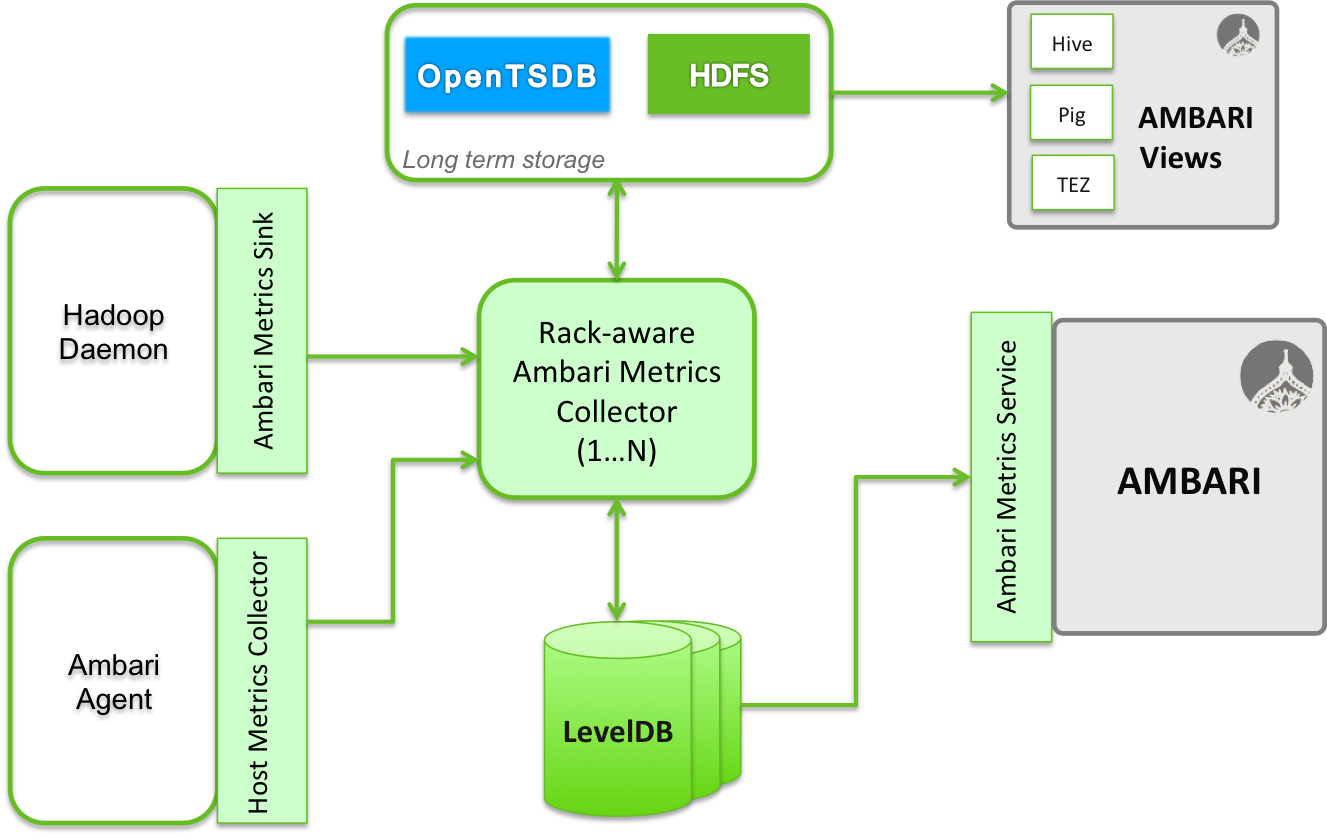 OpenTSDB
HDFS
Long term storage
Hive
Pig
TEZ
AMBARI
Views
Hadoop
Daemon
Ambari Metrics Sink
Rack-aware
Ambari Metrics
Collector
(1...N)
Ambari Metrics Service
AMBARI
Ambari
Agent
Host Metrics Collector
LevelDB